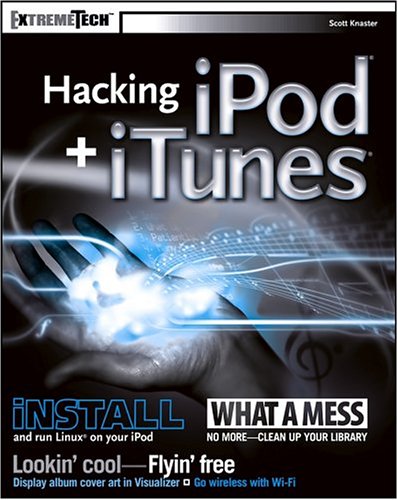 EXTREMETECH™
Scott Knaster
Hacking iPod®
+ iTunes®
iNSTALL
and run Linux® on your iPod
WHAT A MESS
NO MORE—CLEAN UP YOUR LIBRARY
Lookin' cool—Flyin' free
Display album cover art in Visualizer ▫ Go wireless with Wi-Fi